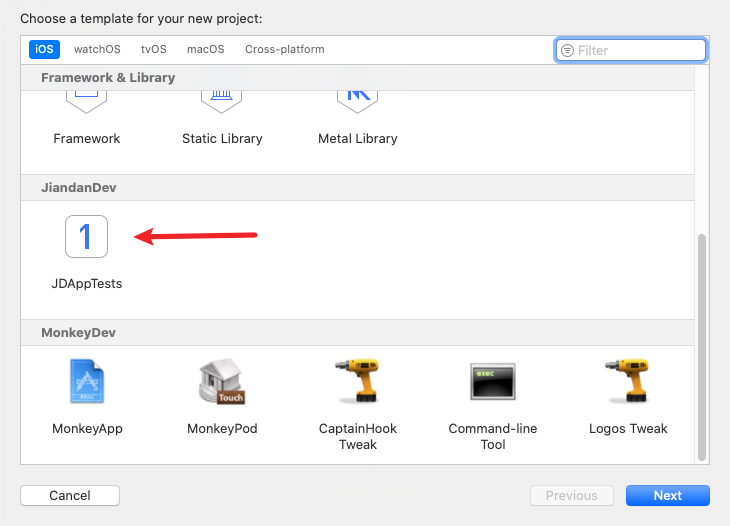 Choose a template for your new project:
iOS watchOS tvOS macOS Cross-platform Filter
Framework & Library
Framework Static Library Metal Library
JiandanDev
1
JDAppTests
MonkeyDev
Touch
exec
MonkeyApp MonkeyPod CaptainHook Tweak Command-line Tool Logos Tweak
Cancel Previous Next